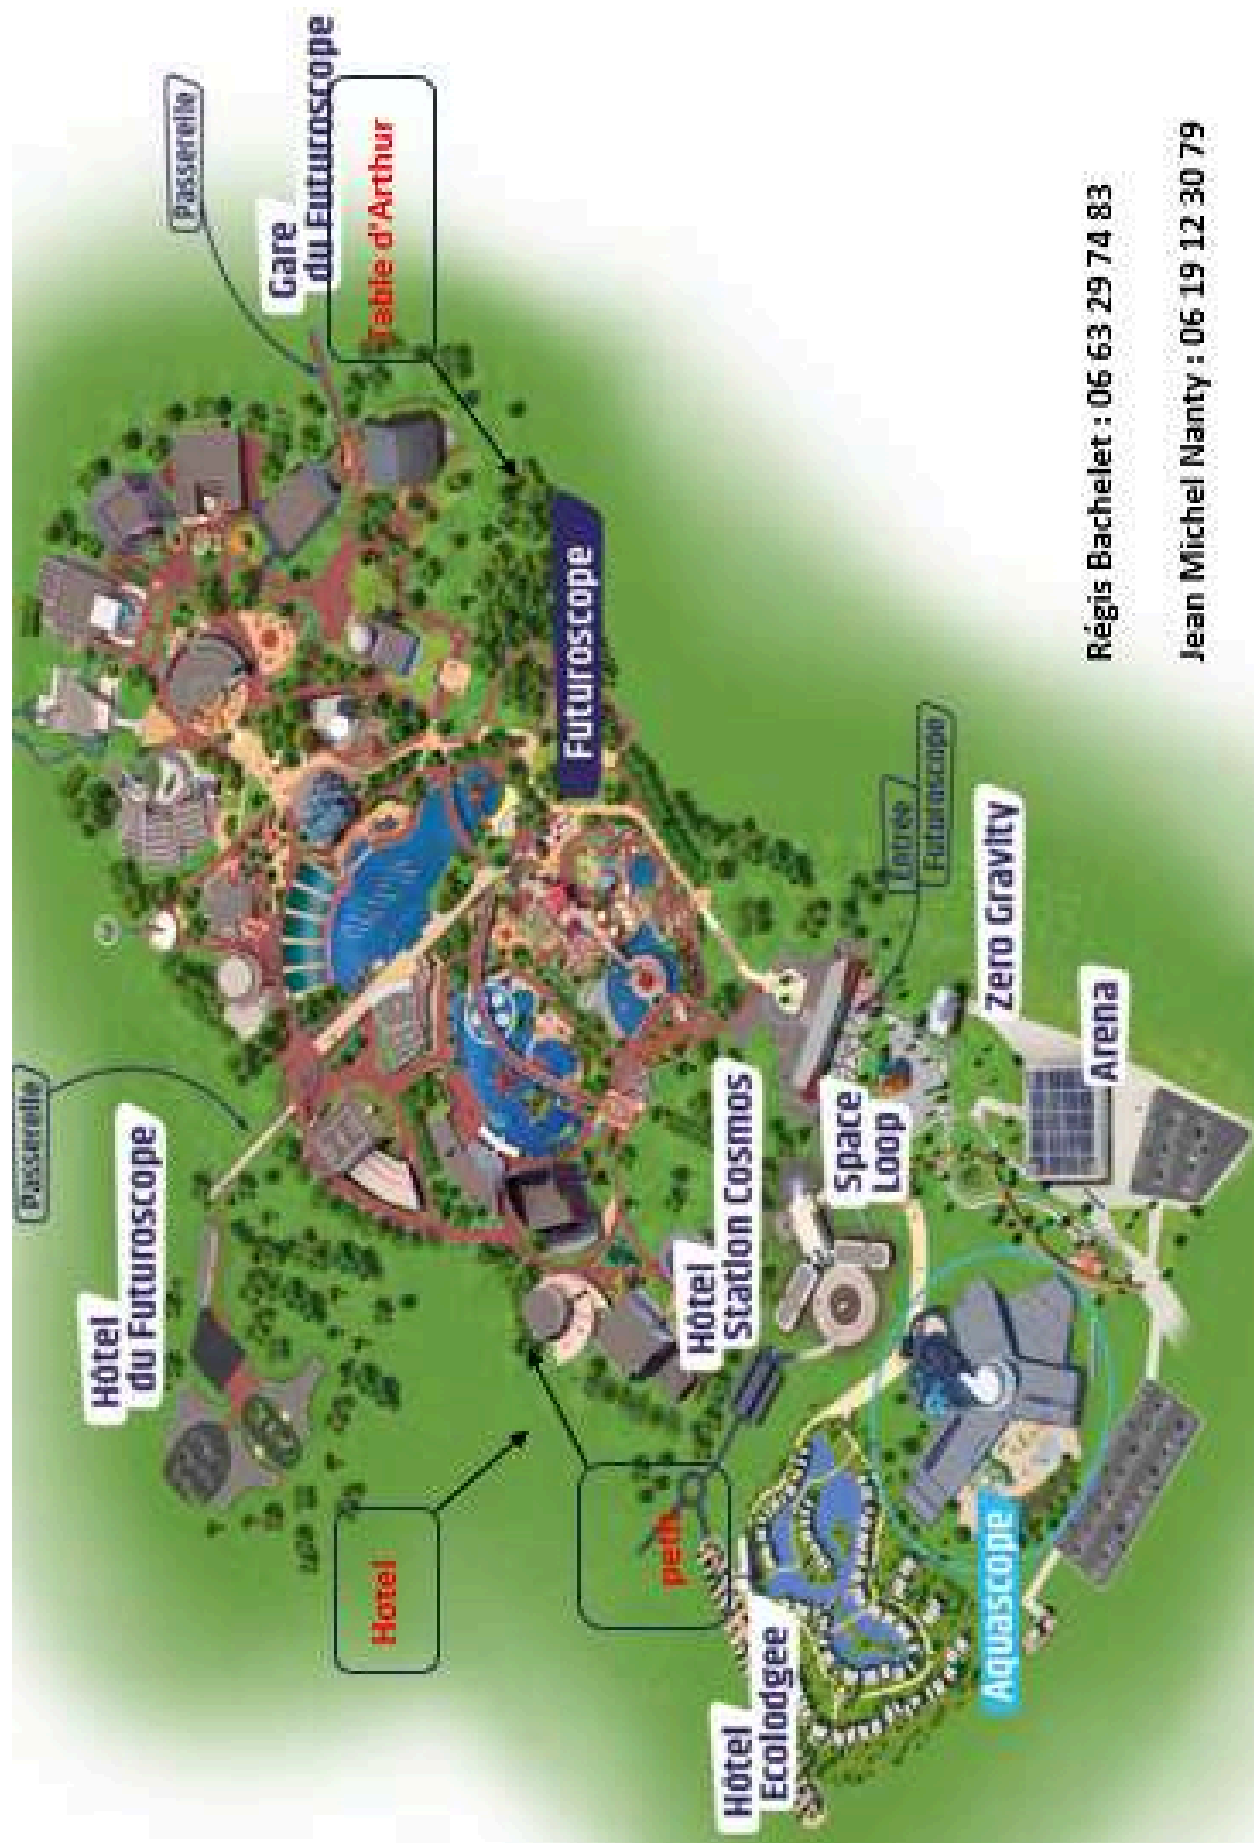 Passerelle
Hôtel
du Futuroscope
Passerelle
Gare
du Futuroscope
Hotel
Table d'Arthur
Futuroscope
Hôtel
Station Cosmos
Hôtel
Ecolodgee
Space
Loop
Entrée
Futuroscope
Aquascope
Zero Gravity
Arena
Régis Bachelet : 06 63 29 74 83
Jean Michel Nanty : 06 19 12 30 79